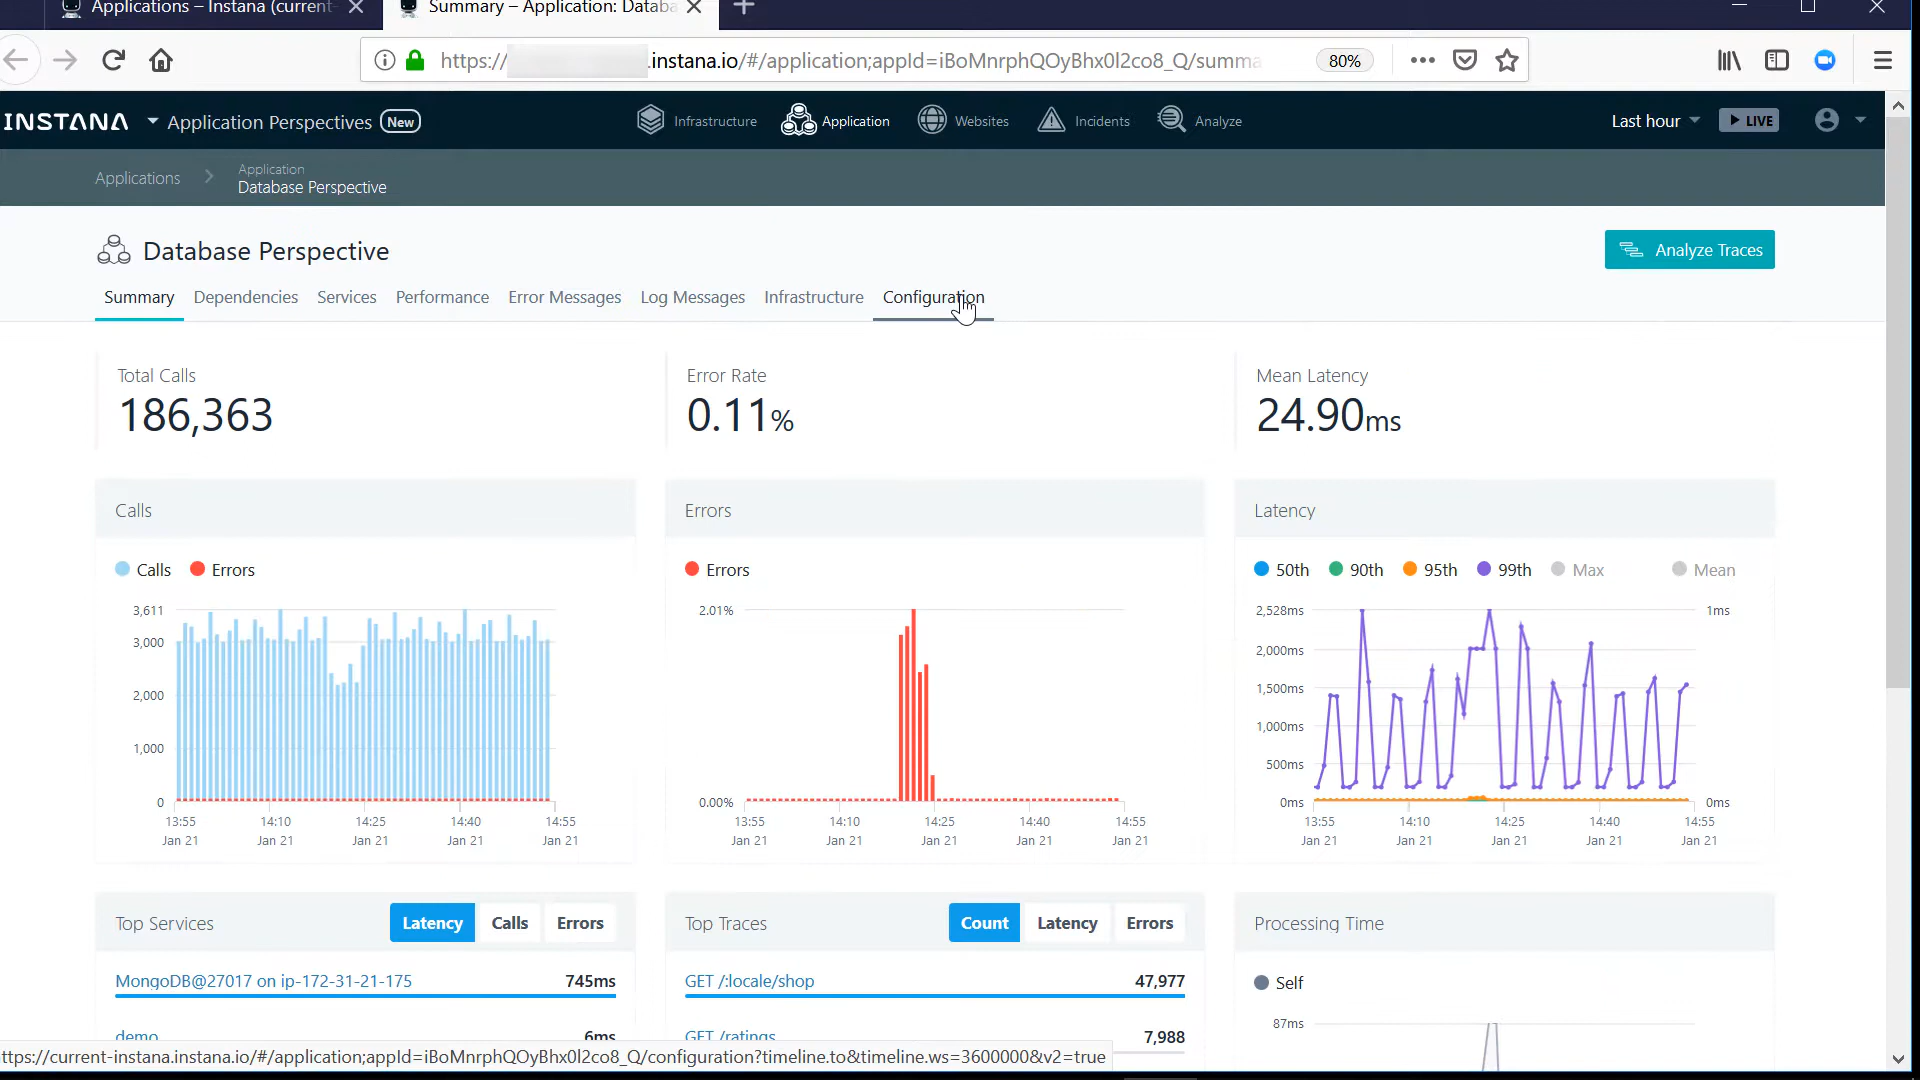 Applications – Instana (current-
Summary – Application: Databa
https://
.instana.io/#/application;appId=iBoMnrphQOyBhx0l2co8_Q/summa
80%
INSTANA
Application Perspectives
New
Infrastructure
Application
Websites
Incidents
Analyze
Last hour
LIVE
Applications
Application
Database Perspective
Database Perspective
Analyze Traces
Summary
Dependencies
Services
Performance
Error Messages
Log Messages
Infrastructure
Configuration
Total Calls
186,363
Error Rate
0.11%
Mean Latency
24.90ms
Calls
Calls
Errors
3,611
3,000
2,000
1,000
0
13:55 14:10 14:25 14:40 14:55
Jan 21 Jan 21 Jan 21 Jan 21 Jan 21
Errors
Errors
2.01%
0.00%
13:55 14:10 14:25 14:40 14:55
Jan 21 Jan 21 Jan 21 Jan 21 Jan 21
Latency
50th 90th 95th 99th Max Mean
2,528ms 1ms
2,000ms
1,500ms
1,000ms
500ms
0ms 0ms
13:55 14:10 14:25 14:40 14:55
Jan 21 Jan 21 Jan 21 Jan 21 Jan 21
Top Services
Latency Calls Errors
MongoDB@27017 on ip-172-31-21-175 745ms
demo 6ms
Top Traces
Count Latency Errors
GET /:locale/shop 47,977
GET /ratings 7,988
Processing Time
Self
87ms
ttps://current-instana.instana.io/#/application;appId=iBoMnrphQOyBhx0l2co8_Q/configuration?timeline.to&timeline.ws=3600000&v2=true